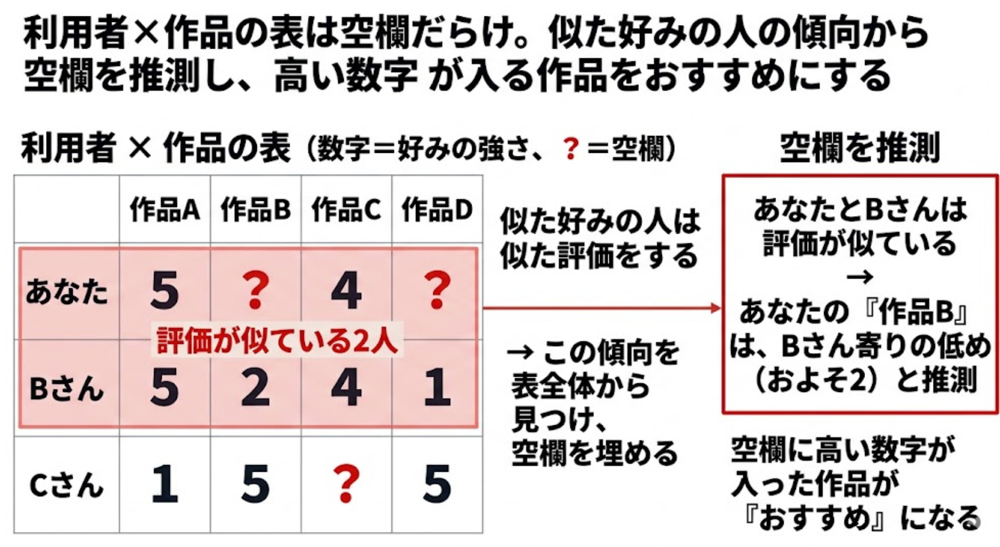 利用者×作品の表は空欄だらけ。似た好みの人の傾向から
空欄を推測し、高い数字 が入る作品をおすすめにする
利用者 × 作品の表（数字＝好みの強さ、？＝空欄）
作品A 作品B 作品C 作品D
あなた 5 ？ 4 ？
評価が似ている2人
Bさん 5 2 4 1
Cさん 1 5 ？ 5
似た好みの人は
似た評価をする
→ この傾向を
表全体から
見つけ、
空欄を埋める
空欄を推測
あなたとBさんは
評価が似ている
→
あなたの『作品B』
は、Bさん寄りの低め
（およそ2）と推測
空欄に高い数字が
入った作品が
『おすすめ』になる